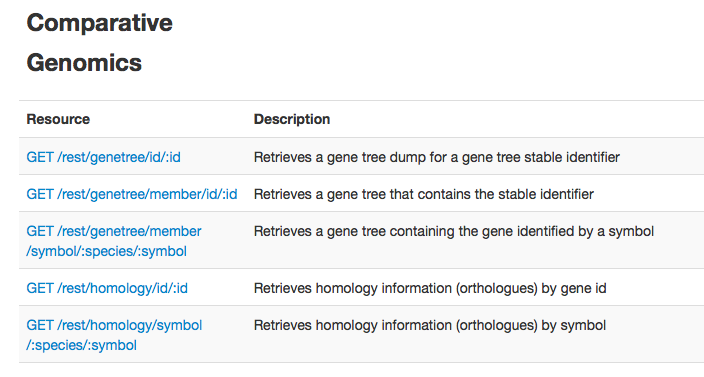 Comparative
Genomics
Resource Description
GET /rest/genetree/id/:id Retrieves a gene tree dump for a gene tree stable identifier
GET /rest/genetree/member/id/:id Retrieves a gene tree that contains the stable identifier
GET /rest/genetree/member Retrieves a gene tree containing the gene identified by a symbol
/symbol/:species/:symbol
GET /rest/homology/id/:id Retrieves homology information (orthologues) by gene id
GET /rest/homology/symbol Retrieves homology information (orthologues) by symbol
/:species/:symbol